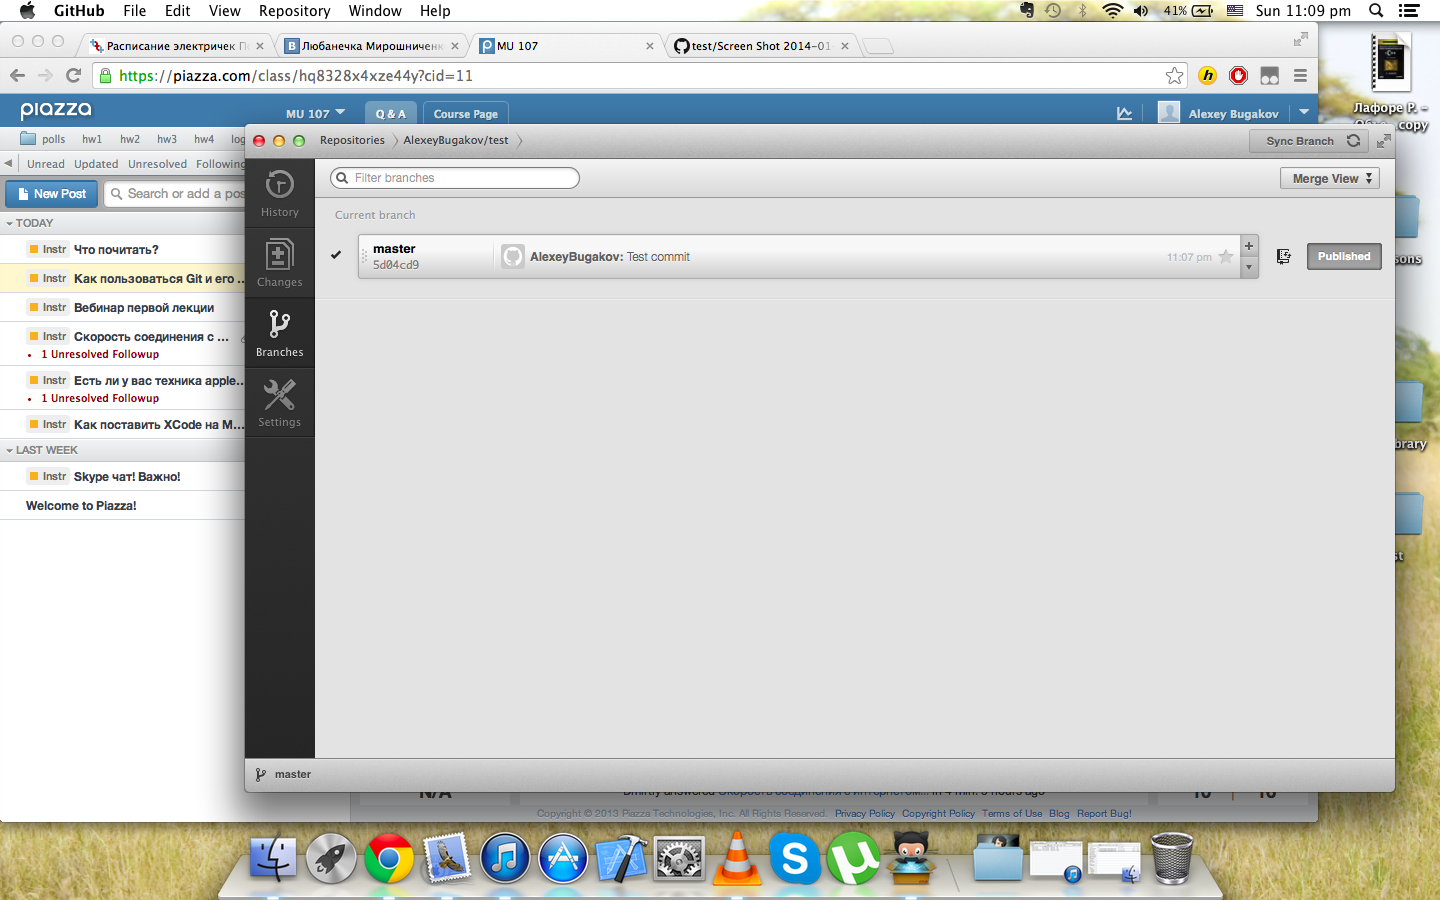 GitHub File Edit View Repository Window Help
41% Sun 11:09 pm
Расписание электричек П
Любанечка Мирошничен
MU 107
test/Screen Shot 2014-01-
https://piazza.com/class/hq8328x4xze44y?cid=11
piazza
MU 107
Q & A
Course Page
Alexey Bugakov
polls hw1 hw2 hw3 hw4
Unread Updated Unresolved Following
New Post
Search or add a pos
TODAY
Instr Что почитать?
Instr Как пользоваться Git и его ...
Instr Вебинар первой лекции
Instr Скорость соединения с ...
1 Unresolved Followup
Instr Есть ли у вас техника apple...
1 Unresolved Followup
Instr Как поставить XCode на M...
LAST WEEK
Instr Skype чат! Важно!
Welcome to Piazza!
Repositories AlexeyBugakov/test
Sync Branch
History
Changes
Branches
Settings
Filter branches
Merge View
Current branch
master
5d04cd9
AlexeyBugakov: Test commit
11:07 pm
Published
master
N/A
Copyright © 2013 Piazza Technologies, Inc. All Rights Reserved. Privacy Policy Copyright Policy Terms of Use Blog Report Bug!
Лафоре Р. –
copy